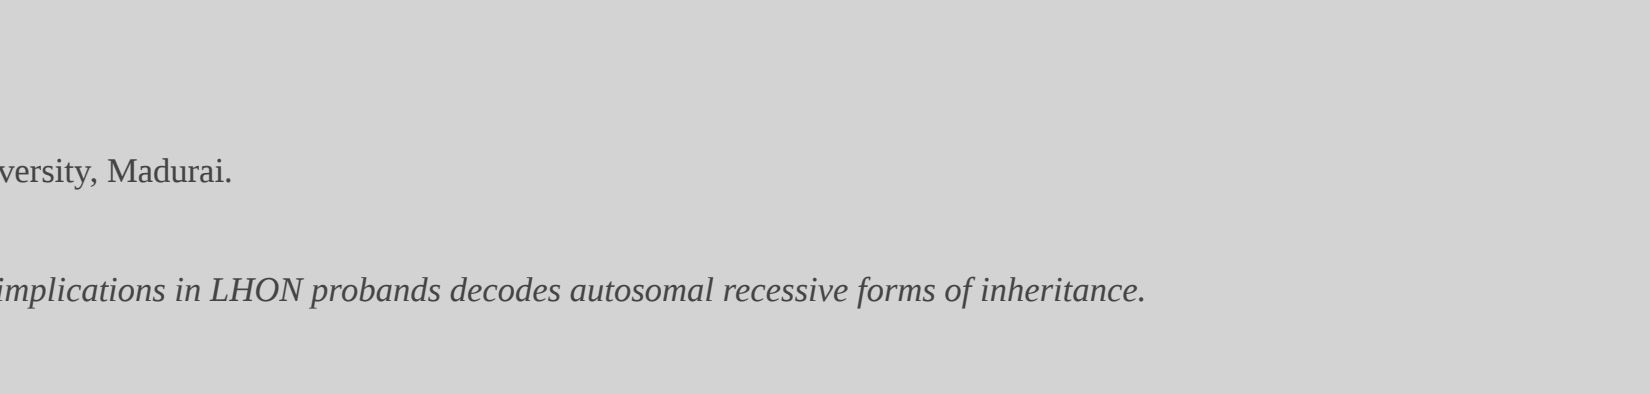 versity, Madurai.
implications in LHON probands decodes autosomal recessive forms of inheritance.